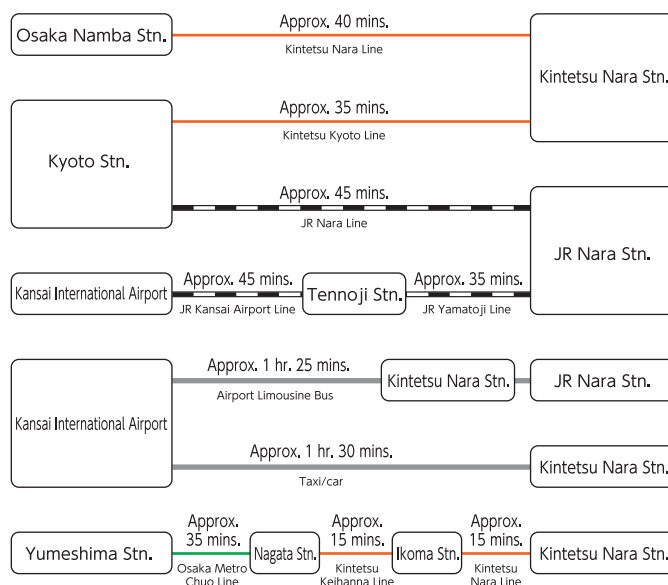 Osaka Namba Stn.
Approx. 40 mins.
Kintetsu Nara Line
Kintetsu Nara Stn.
Kyoto Stn.
Approx. 35 mins.
Kintetsu Kyoto Line
Approx. 45 mins.
JR Nara Line
JR Nara Stn.
Kansai International Airport
Approx. 45 mins.
JR Kansai Airport Line
Tennoji Stn.
Approx. 35 mins.
JR Yamatoji Line
Kansai International Airport
Approx. 1 hr. 25 mins.
Airport Limousine Bus
Kintetsu Nara Stn.
JR Nara Stn.
Approx. 1 hr. 30 mins.
Taxi/car
Kintetsu Nara Stn.
Yumeshima Stn.
Approx.
35 mins.
Osaka Metro
Chuo Line
Nagata Stn.
Approx.
15 mins.
Kintetsu
Keihanna Line
Ikoma Stn.
Approx.
15 mins.
Kintetsu
Nara Line
Kintetsu Nara Stn.